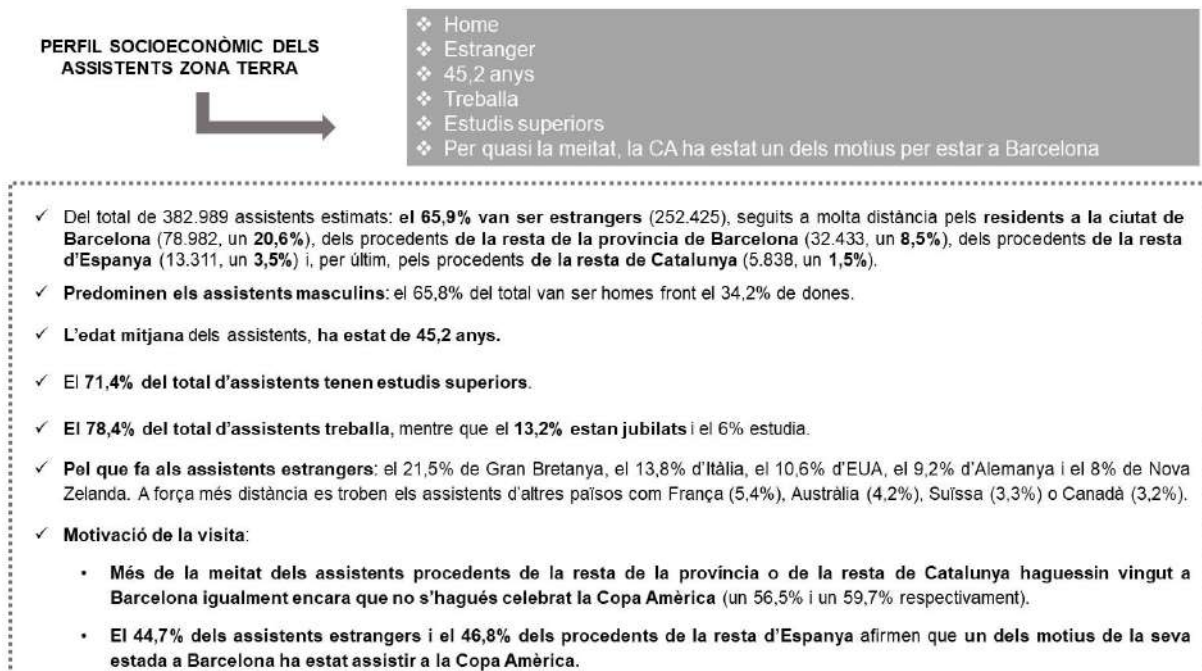 PERFIL SOCIOECONÒMIC DELS
ASSISTENTS ZONA TERRA
❖ Home
❖ Estranger
❖ 45,2 anys
❖ Treballa
❖ Estudis superiors
❖ Per quasi la meitat, la CA ha estat un dels motius per estar a Barcelona
✓ Del total de 382.989 assistents estimats: el 65,9% van ser estrangers (252.425), seguits a molta distància pels residents a la ciutat de
Barcelona (78.982, un 20,6%), dels procedents de la resta de la província de Barcelona (32.433, un 8,5%), dels procedents de la resta
d'Espanya (13.311, un 3,5%) i, per últim, pels procedents de la resta de Catalunya (5.838, un 1,5%).
✓ Predominen els assistents masculins: el 65,8% del total van ser homes front el 34,2% de dones.
✓ L'edat mitjana dels assistents, ha estat de 45,2 anys.
✓ El 71,4% del total d'assistents tenen estudis superiors.
✓ El 78,4% del total d'assistents treballa, mentre que el 13,2% estan jubilats i el 6% estudia.
✓ Pel que fa als assistents estrangers: el 21,5% de Gran Bretanya, el 13,8% d'Itàlia, el 10,6% d'EUA, el 9,2% d'Alemanya i el 8% de Nova
Zelanda. A força més distància es troben els assistents d'altres països com França (5,4%), Austràlia (4,2%), Suïssa (3,3%) o Canadà (3,2%).
✓ Motivació de la visita:
• Més de la meitat dels assistents procedents de la resta de la província o de la resta de Catalunya haguessin vingut a
Barcelona igualment encara que no s'hagués celebrat la Copa Amèrica (un 56,5% i un 59,7% respectivament).
• El 44,7% dels assistents estrangers i el 46,8% dels procedents de la resta d'Espanya afirmen que un dels motius de la seva
estada a Barcelona ha estat assistir a la Copa Amèrica.